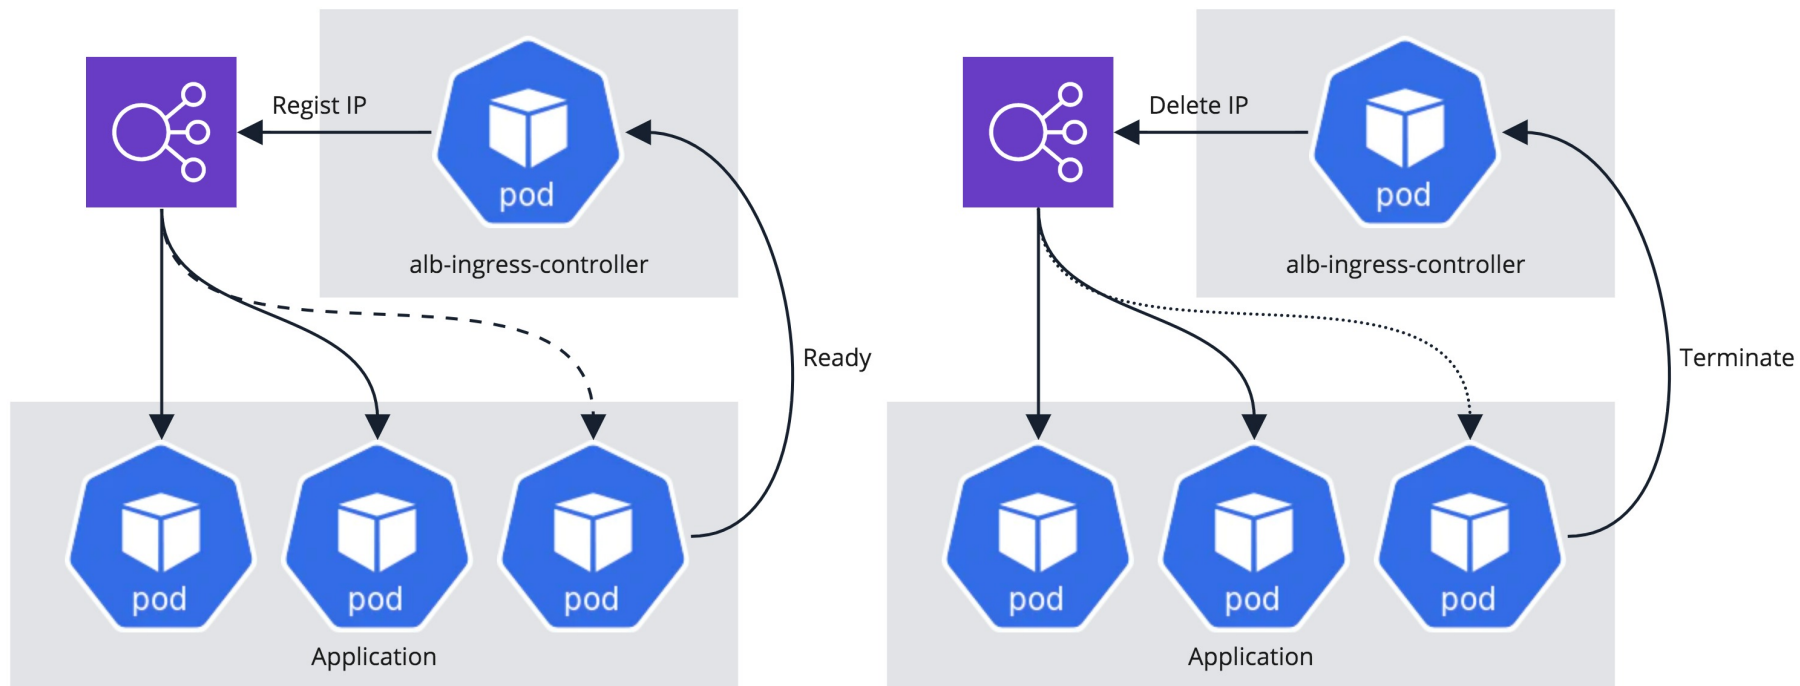 Regist IP
pod
alb-ingress-controller
Ready
pod
pod
pod
Application
Delete IP
pod
alb-ingress-controller
Terminate
pod
pod
pod
Application